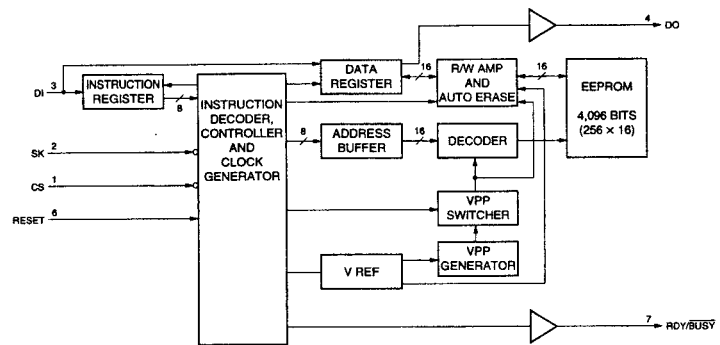 4
DO
DI
3
INSTRUCTION
REGISTER
8
DATA
REGISTER
16
R/W AMP
AND
AUTO ERASE
16
EEPROM
4,096 BITS
(256 × 16)
INSTRUCTION
DECODER,
CONTROLLER
AND
CLOCK
GENERATOR
SK
2
CS
1
RESET
6
8
ADDRESS
BUFFER
16
DECODER
VPP
SWITCHER
V REF
VPP
GENERATOR
7
RDY/BUSY